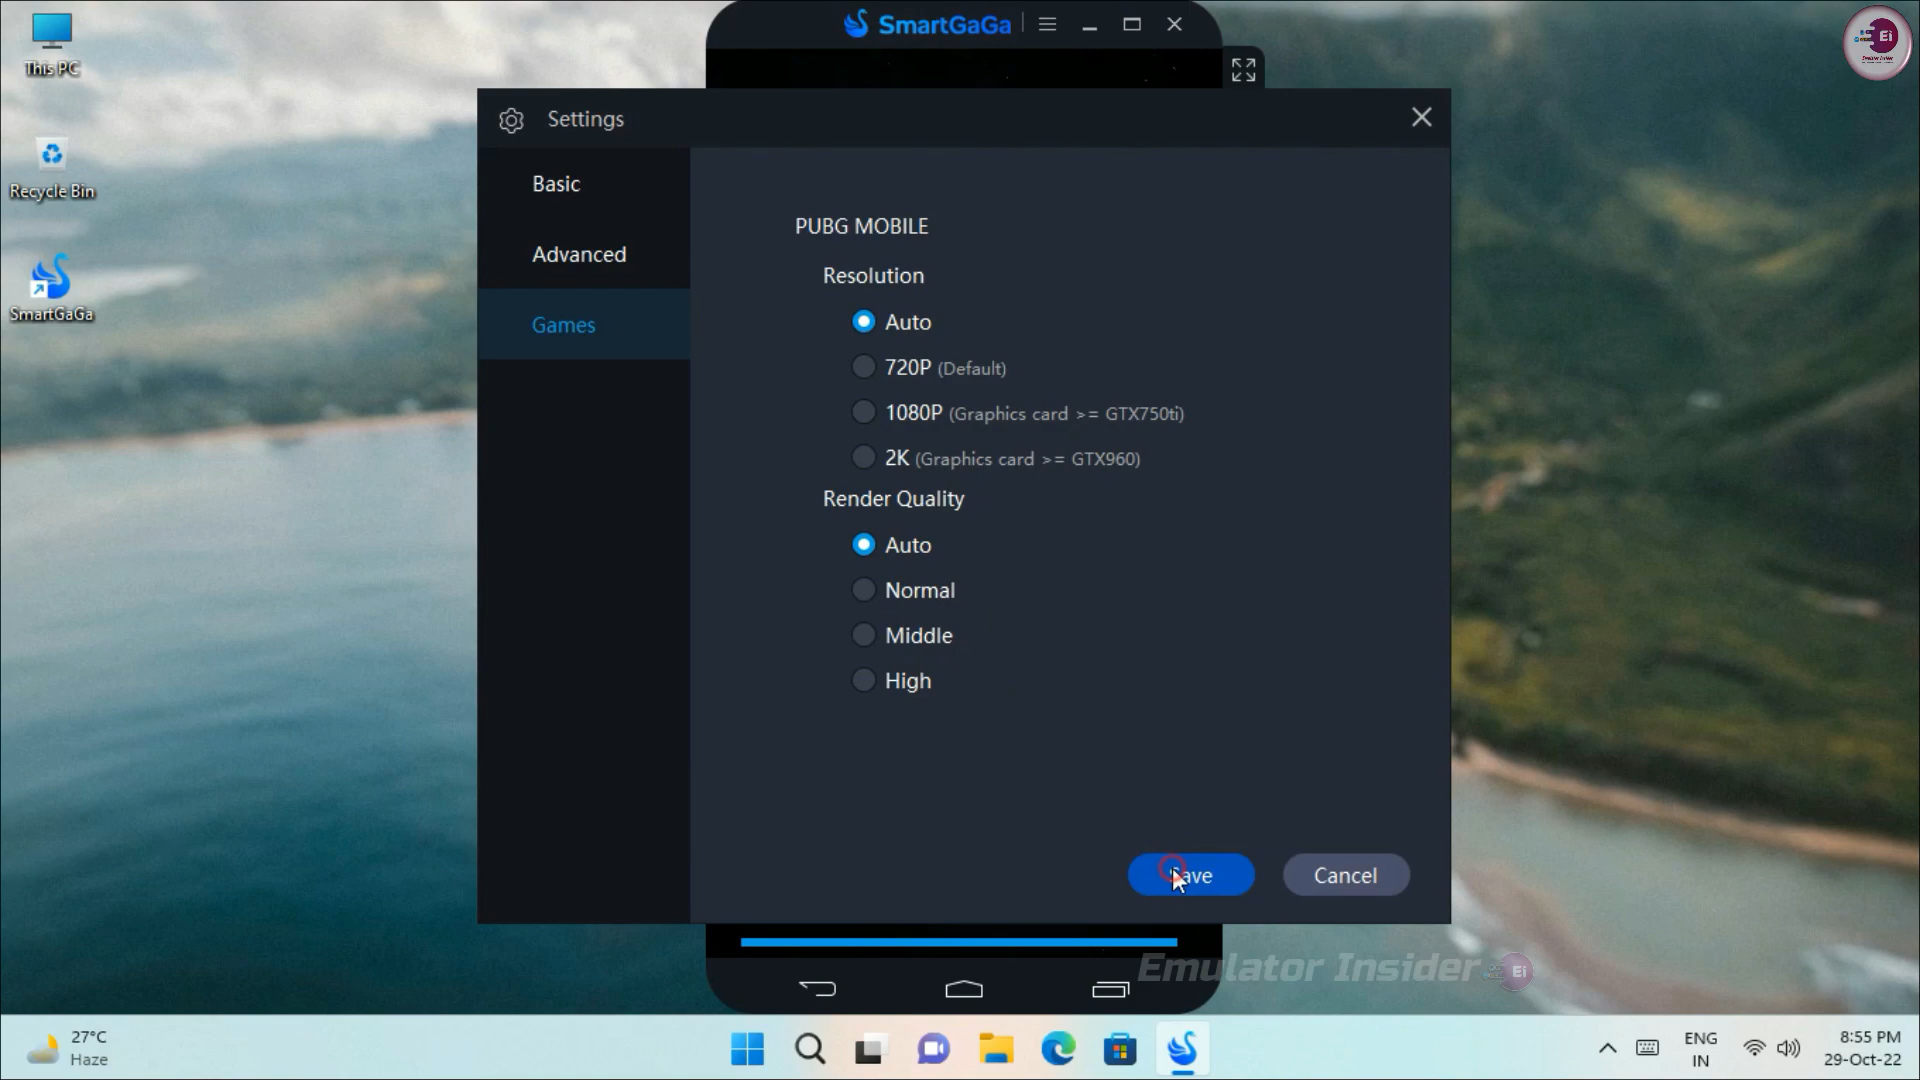 This PC
SmartGaGa
Settings
Ei
Recycle Bin
Basic
PUBG MOBILE
Advanced
Resolution
SmartGaGa
Games
Auto
720P (Default)
1080P (Graphics card >= GTX750ti)
2K (Graphics card >= GTX960)
Render Quality
Auto
Normal
Middle
High
Cancel
Emulator Insider
Ei
27°C
Haze
ENG
IN
8:55 PM
29-Oct-22